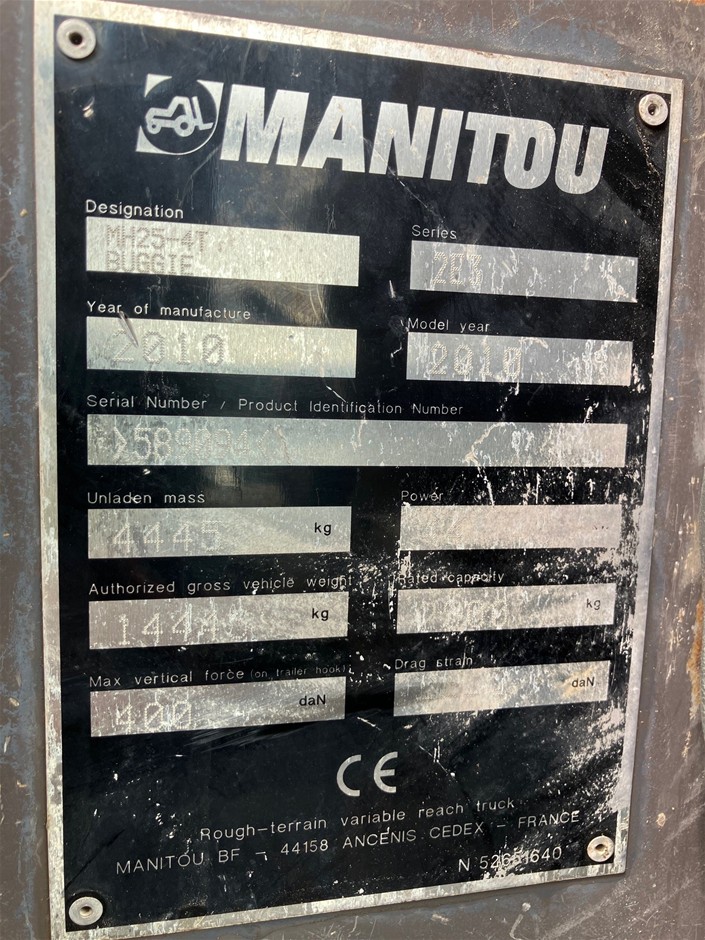 MANITOU
Designation
MH25-4T
BUGGIE
Series
2E3
Year of manufacture
2010
Model year
2010
Serial Number / Product Identification Number
Unladen mass
4445 kg
Power
Authorized gross vehicle weight
kg
Rated capacity
kg
Max vertical force (on trailer hook)
400 daN
Drag strain
daN
CE
Rough-terrain variable reach truck
MANITOU BF - 44158 ANCENIS CEDEX - FRANCE
N